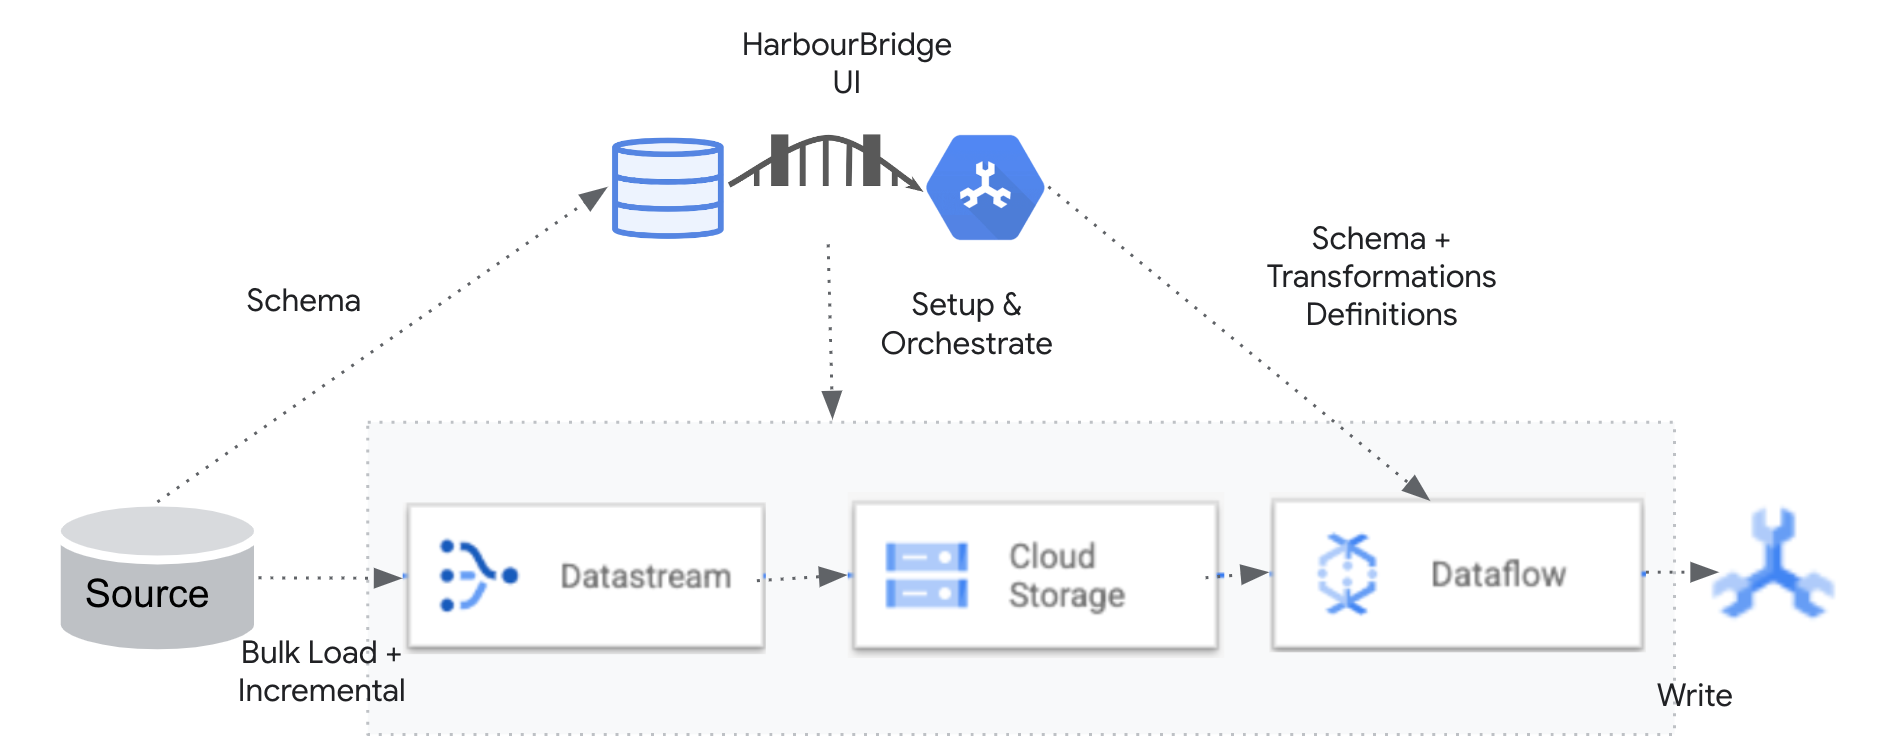 HarbourBridge
UI
Schema
Setup &
Orchestrate
Schema +
Transformations
Definitions
Source
Bulk Load +
Incremental
Datastream
Cloud
Storage
Dataflow
Write